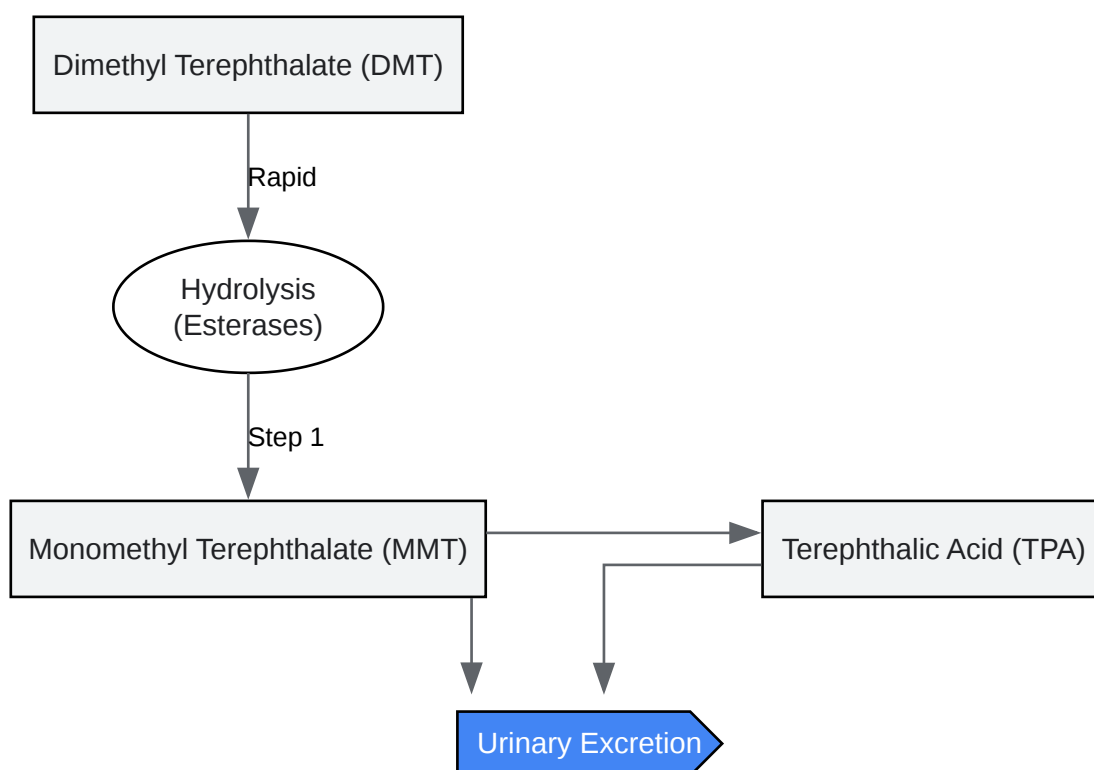 Dimethyl Terephthalate (DMT)
Rapid
Hydrolysis
(Esterases)
Step 1
Monomethyl Terephthalate (MMT)
Terephthalic Acid (TPA)
Urinary Excretion